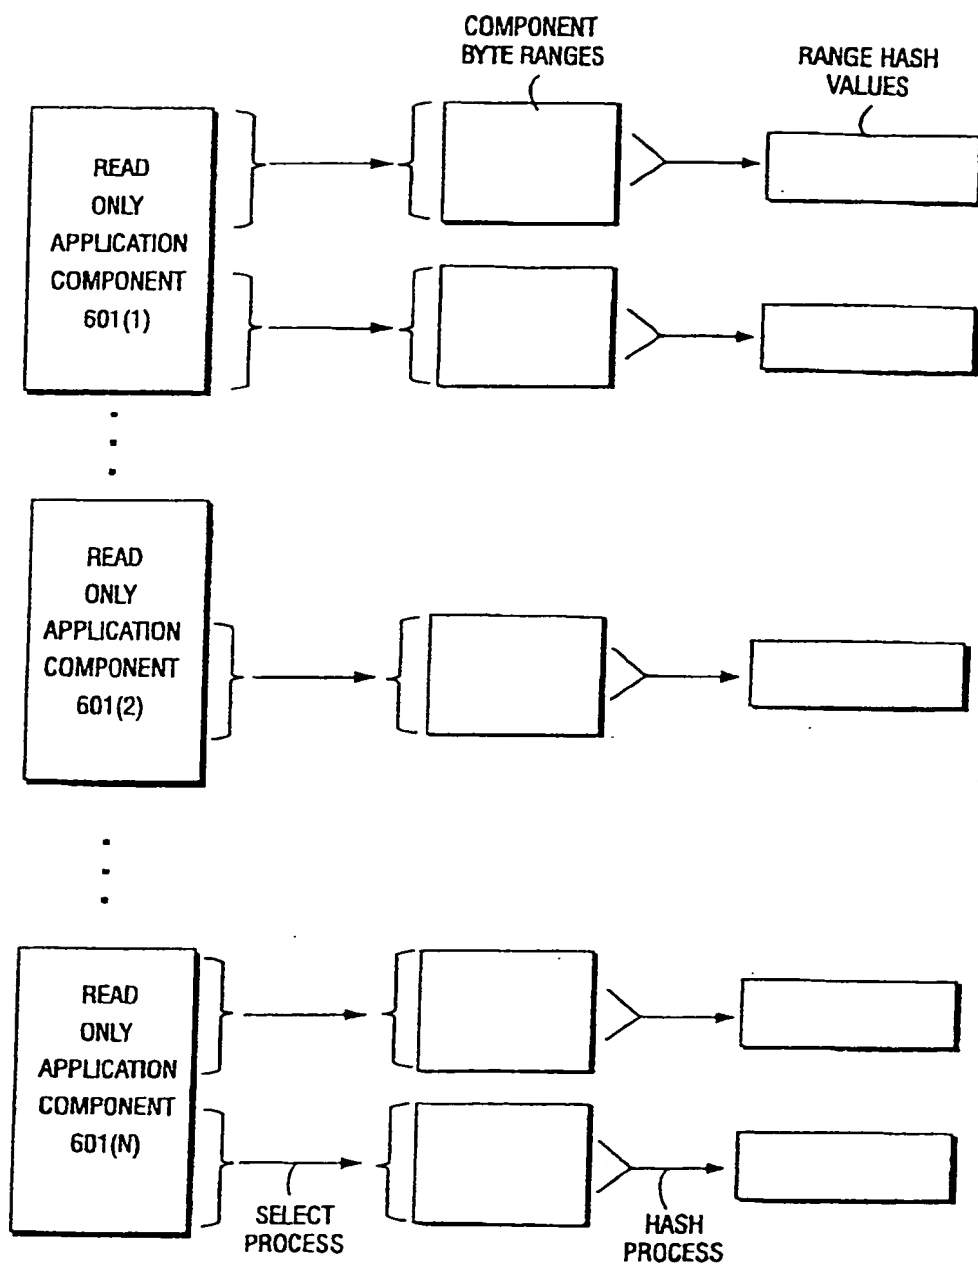 COMPONENT
BYTE RANGES
RANGE HASH
VALUES
READ
ONLY
APPLICATION
COMPONENT
601(1)
READ
ONLY
APPLICATION
COMPONENT
601(2)
READ
ONLY
APPLICATION
COMPONENT
601(N)
SELECT
PROCESS
HASH
PROCESS